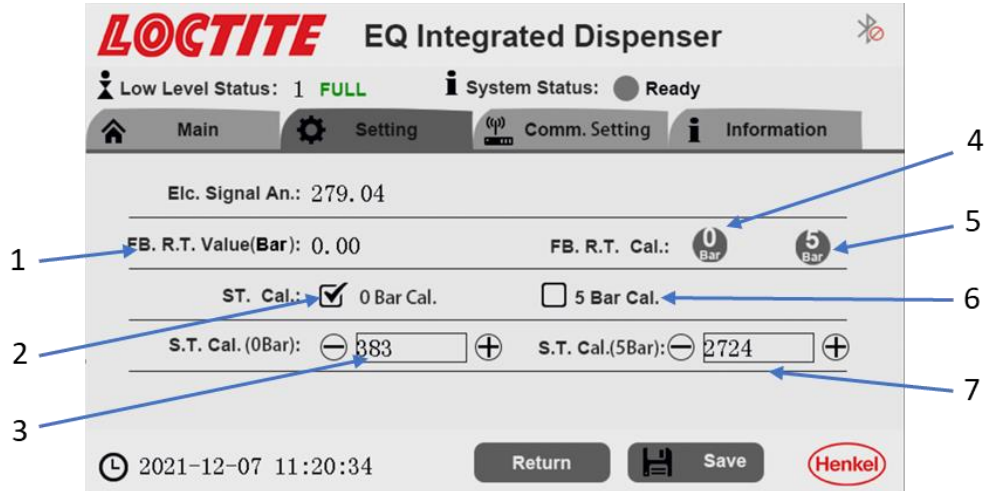 LOCTITE EQ Integrated Dispenser
Low Level Status: 1 FULL i System Status: Ready
Main Setting Comm. Setting i Information
4
Elc. Signal An.: 279.04
5
1 FB. R.T. Value(Bar): 0.00 FB. R.T. Cal.: 0 Bar 5 Bar
ST. Cal.: 0 Bar Cal. 5 Bar Cal. 6
2 S.T. Cal. (0Bar): 383 S.T. Cal.(5Bar): 2724
7
3
2021-12-07 11:20:34 Return Save Henkel